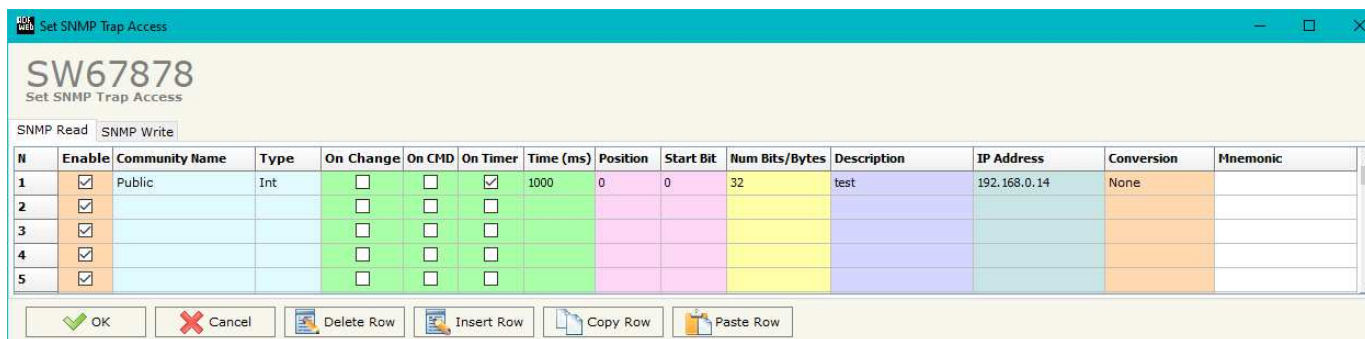 ADF
web Set SNMP Trap Access
SW67878
Set SNMP Trap Access
SNMP Read SNMP Write
N Enable Community Name Type On Change On CMD On Timer Time (ms) Position Start Bit Num Bits/Bytes Description IP Address Conversion Mnemonic
1 Public Int 1000 0 0 32 test 192.168.0.14 None
2
3
4
5
OK Cancel Delete Row Insert Row Copy Row Paste Row